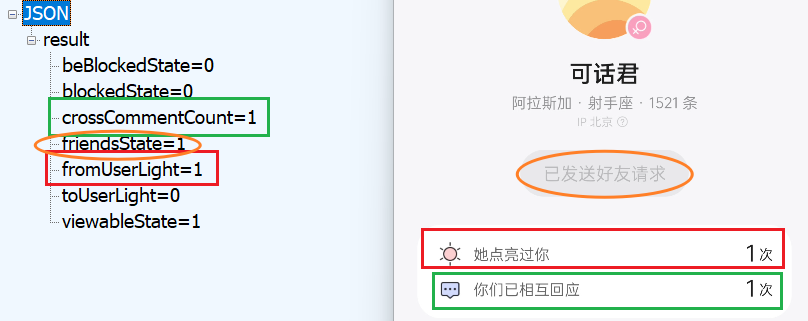 JSON
result
beBlockedState=0
blockedState=0
crossCommentCount=1
friendsState=1
fromUserLight=1
toUserLight=0
viewableState=1
可话君
阿拉斯加 · 射手座 · 1521 条
IP 北京 ?
已发送好友请求
她点亮过你 1 次
你们已相互回应 1 次